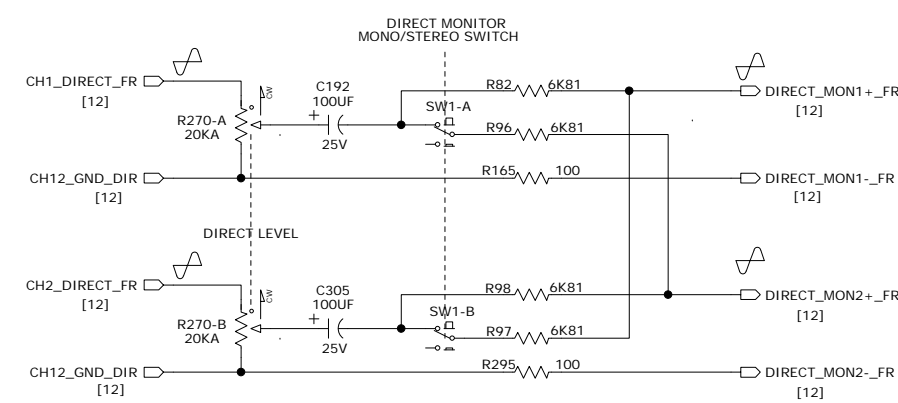 DIRECT MONITOR
MONO/STEREO SWITCH
CH1_DIRECT_FR
[12]
CW
R270-A
20KA
C192
100UF
+
25V
SW1-A
R82
6K81
R96
6K81
DIRECT_MON1+_FR
[12]
CH12_GND_DIR
[12]
R165
100
DIRECT_MON1-_FR
[12]
DIRECT LEVEL
CH2_DIRECT_FR
[12]
CW
R270-B
20KA
C305
100UF
+
25V
SW1-B
R98
6K81
R97
6K81
DIRECT_MON2+_FR
[12]
CH12_GND_DIR
[12]
R295
100
DIRECT_MON2-_FR
[12]